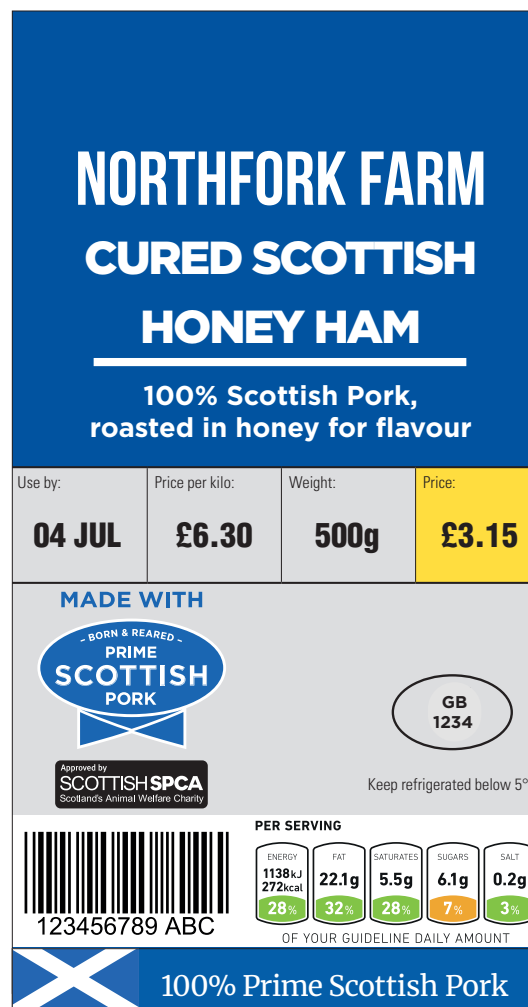 NORTHFORK FARM
CURED SCOTTISH
HONEY HAM
100% Scottish Pork,
roasted in honey for flavour
Use by:
04 JUL
Price per kilo:
£6.30
Weight:
500g
Price:
£3.15
MADE WITH
– BORN & REARED –
PRIME
SCOTTISH
PORK
GB
1234
Approved by
SCOTTISH SPCA
Scotland's Animal Welfare Charity
Keep refrigerated below 5°
123456789 ABC
PER SERVING
ENERGY
1138kJ
272kcal
28%
FAT
22.1g
32%
SATURATES
5.5g
28%
SUGARS
6.1g
7%
SALT
0.2g
3%
OF YOUR GUIDELINE DAILY AMOUNT
100% Prime Scottish Pork